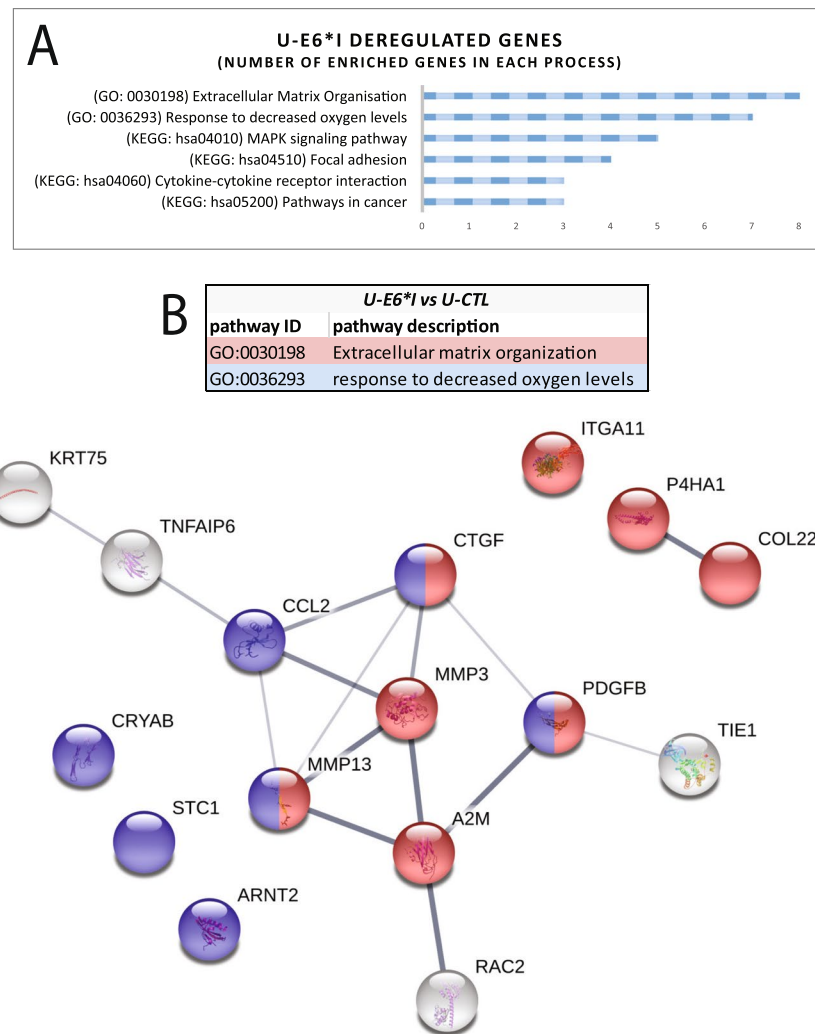 A
U-E6*I DEREGULATED GENES
(NUMBER OF ENRICHED GENES IN EACH PROCESS)
(GO: 0030198) Extracellular Matrix Organisation
(GO: 0036293) Response to decreased oxygen levels
(KEGG: hsa04010) MAPK signaling pathway
(KEGG: hsa04510) Focal adhesion
(KEGG: hsa04060) Cytokine-cytokine receptor interaction
(KEGG: hsa05200) Pathways in cancer
0 1 2 3 4 5 6 7 8
B
U-E6*I vs U-CTL
pathway ID pathway description
GO:0030198 Extracellular matrix organization
GO:0036293 response to decreased oxygen levels
ITGA11
KRT75
P4HA1
TNFAIP6
CTGF
COL22
CCL2
MMP3
PDGFB
CRYAB
TIE1
MMP13
STC1
A2M
ARNT2
RAC2